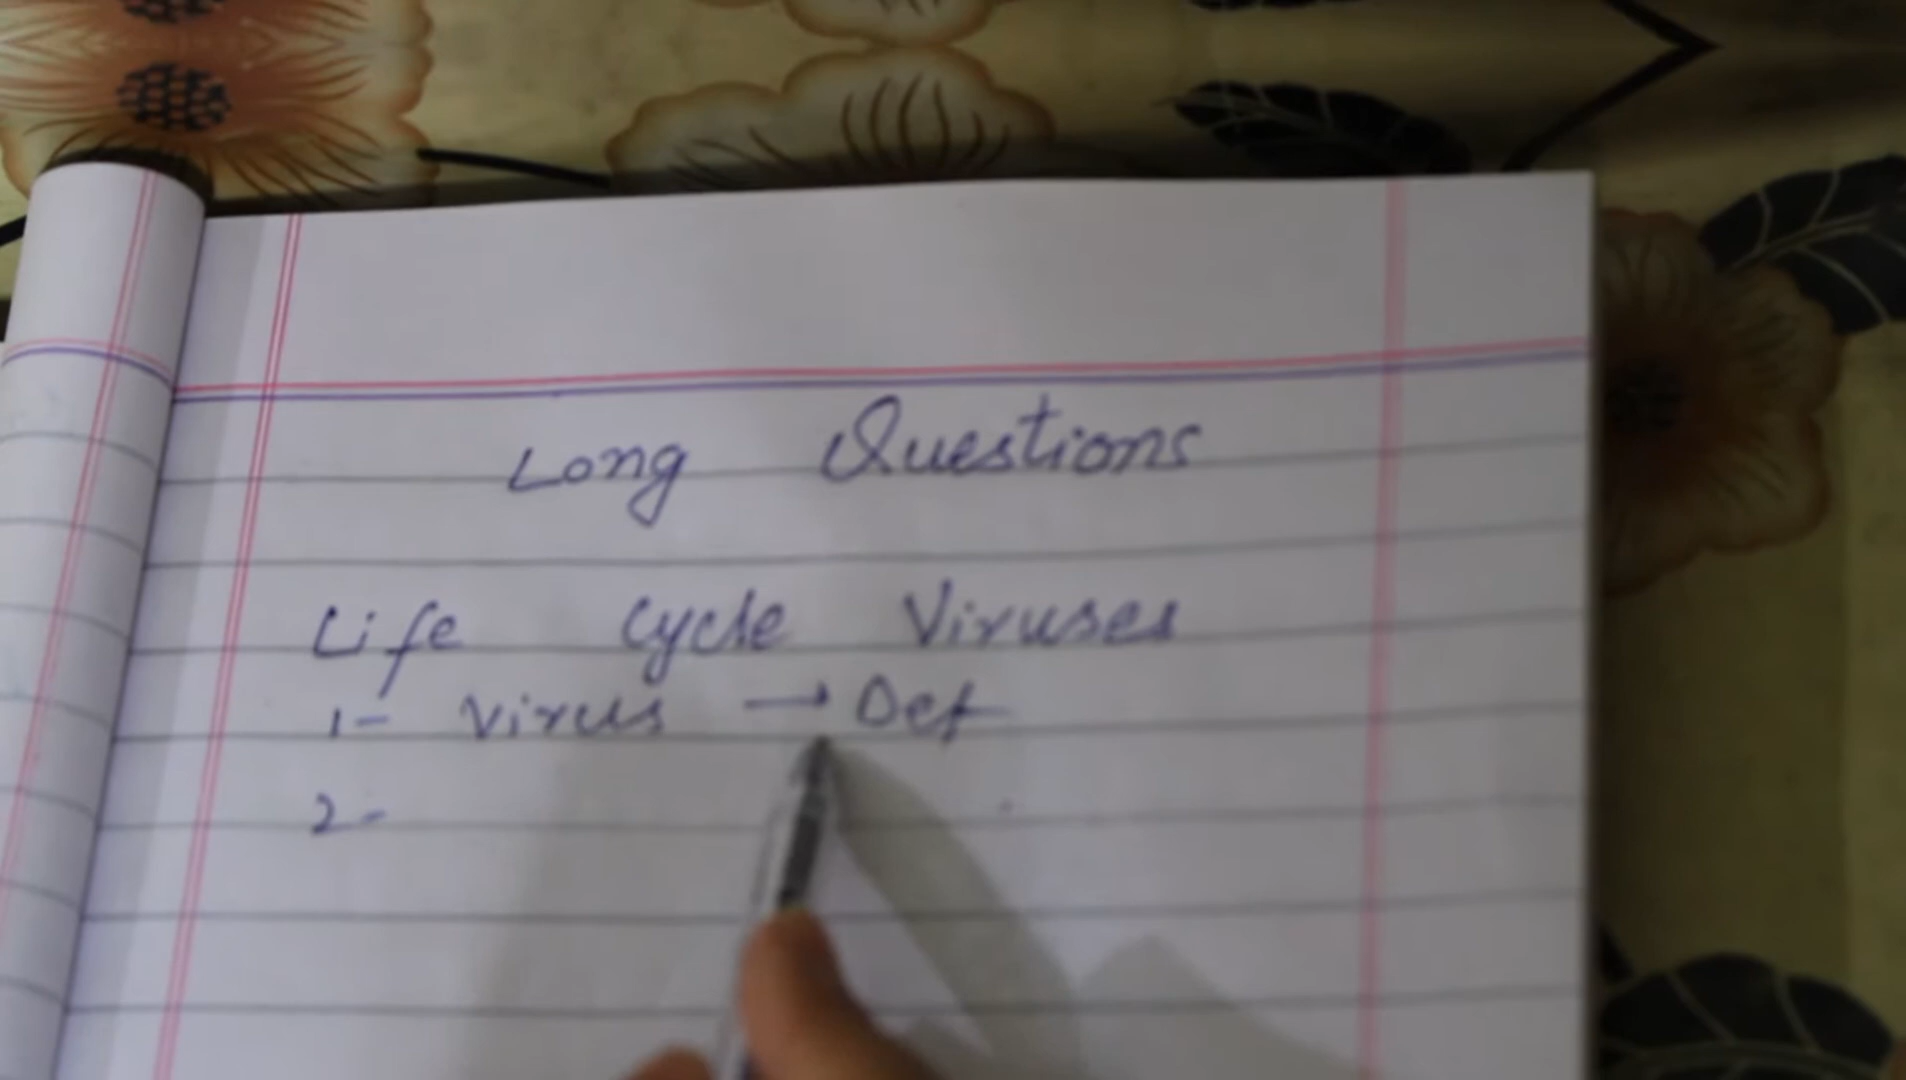 Long Questions
Life Cycle Viruses
1- Virus → Def
2-